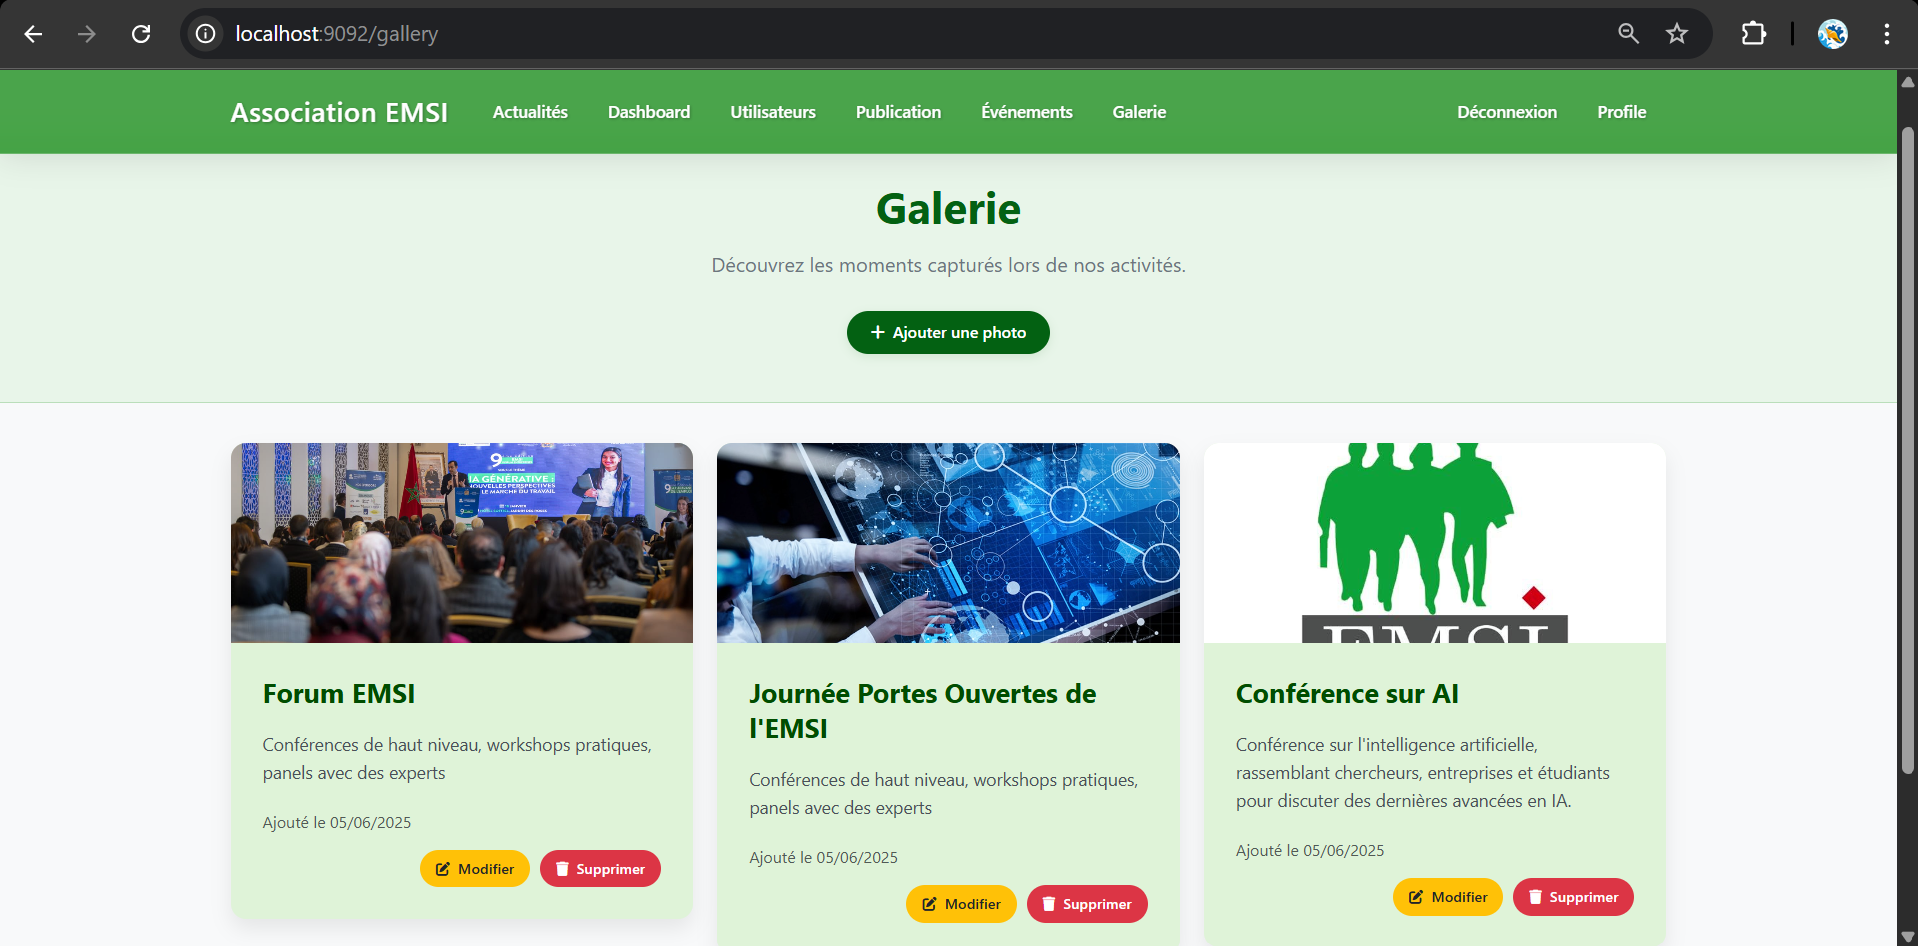 localhost:9092/gallery
Association EMSI
Actualités
Dashboard
Utilisateurs
Publication
Événements
Galerie
Déconnexion
Profile
Galerie
Découvrez les moments capturés lors de nos activités.
+ Ajouter une photo
IA GÉNÉRATIVE :
NOUVELLES PERSPECTIVES
LE MARCHÉ DU TRAVAIL
EMSI
Forum EMSI
Conférences de haut niveau, workshops pratiques,
panels avec des experts
Ajouté le 05/06/2025
Modifier
Supprimer
Journée Portes Ouvertes de
l'EMSI
Conférences de haut niveau, workshops pratiques,
panels avec des experts
Ajouté le 05/06/2025
Modifier
Supprimer
Conférence sur AI
Conférence sur l'intelligence artificielle,
rassemblant chercheurs, entreprises et étudiants
pour discuter des dernières avancées en IA.
Ajouté le 05/06/2025
Modifier
Supprimer